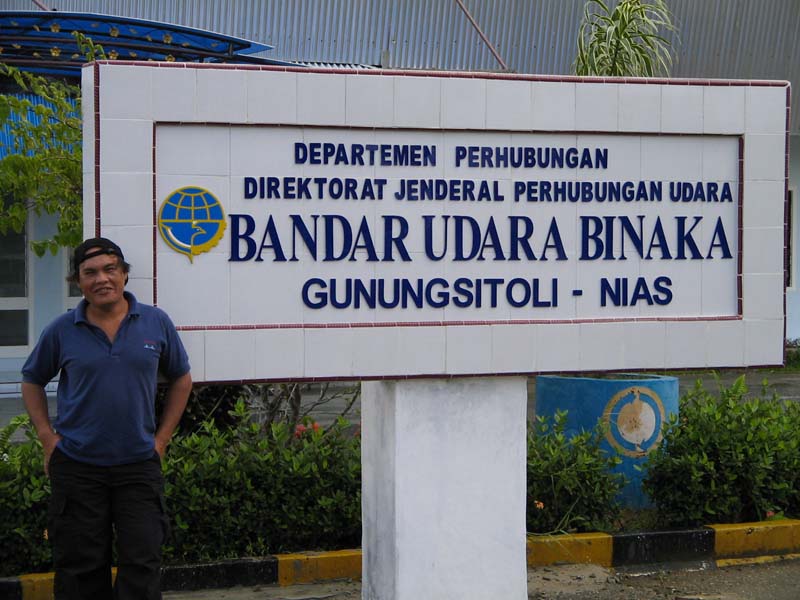 DEPARTEMEN PERHUBUNGAN
DIREKTORAT JENDERAL PERHUBUNGAN UDARA
BANDAR UDARA BINAKA
GUNUNGSITOLI - NIAS